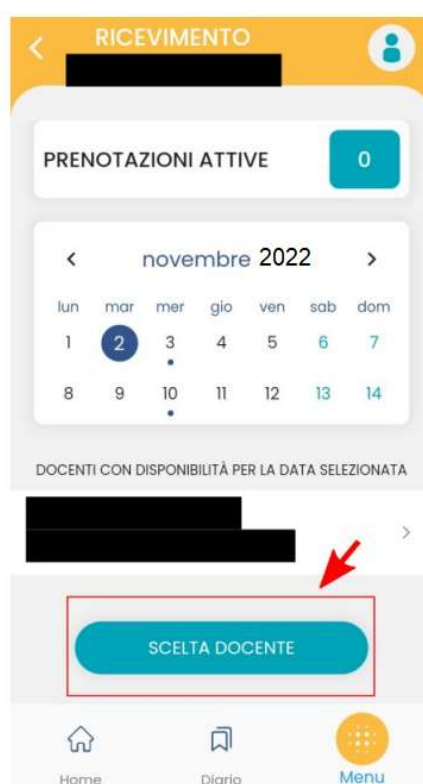 RICEVIMENTO
PRENOTAZIONI ATTIVE 0
novembre 2022
lun mar mer gio ven sab dom
1 2 3 4 5 6 7
8 9 10 11 12 13 14
DOCENTI CON DISPONIBILITÀ PER LA DATA SELEZIONATA
SCELTA DOCENTE
Home Diario Menu